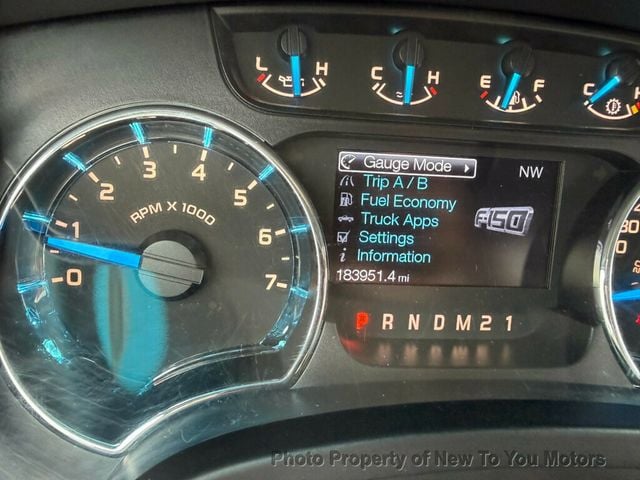 L H C H E F C
Gauge Mode NW
Trip A / B
Fuel Economy
F-150
Truck Apps
Settings
Information
183951.4 mi
P R N D M 2 1
0 1 2 3 4 5 6 7
RPM X 1000
Photo Property of New To You Motors